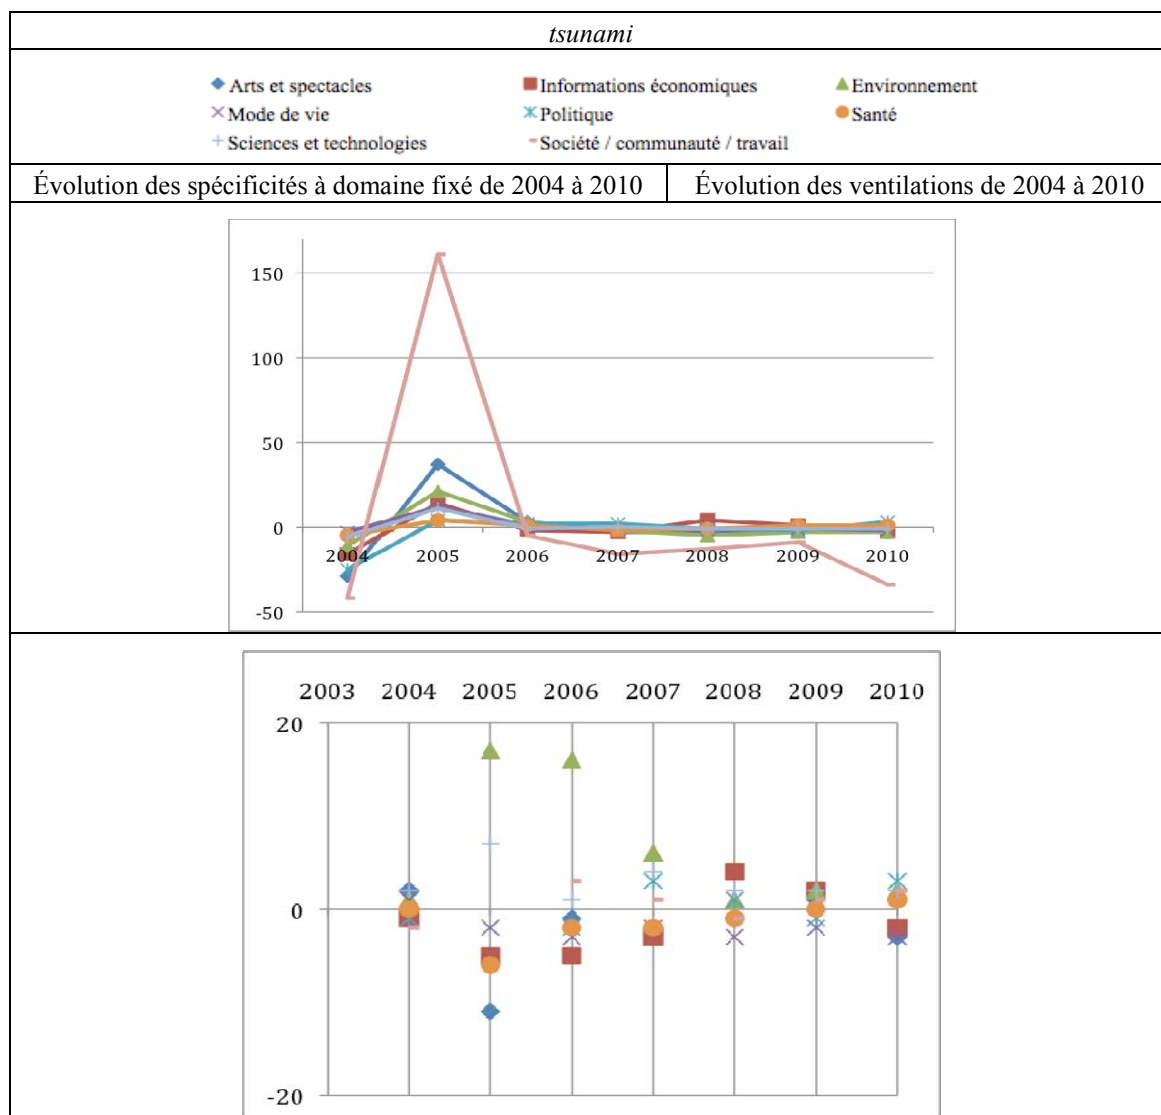 tsunami
Arts et spectacles Informations économiques Environnement
Mode de vie Politique Santé
Sciences et technologies Société / communauté / travail
Évolution des spécificités à domaine fixé de 2004 à 2010 Évolution des ventilations de 2004 à 2010
150
100
50
0
2004 2005 2006 2007 2008 2009 2010
-50
2003 2004 2005 2006 2007 2008 2009 2010
20
0
-20